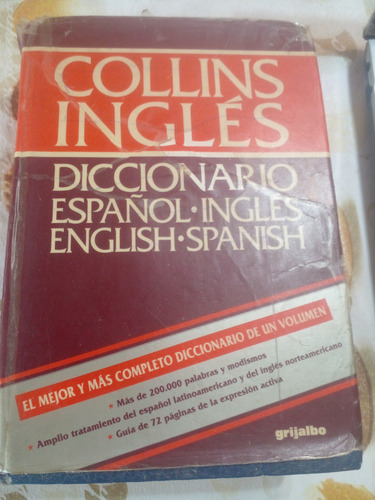 COLLINS
INGLÉS
DICCIONARIO
ESPAÑOL·INGLÉS
ENGLISH·SPANISH
EL MEJOR Y MÁS COMPLETO DICCIONARIO DE UN VOLUMEN
* Más de 200.000 palabras y modismos
* Amplio tratamiento del español latinoamericano y del inglés norteamericano
* Guía de 72 páginas de la expresión activa
grijalbo